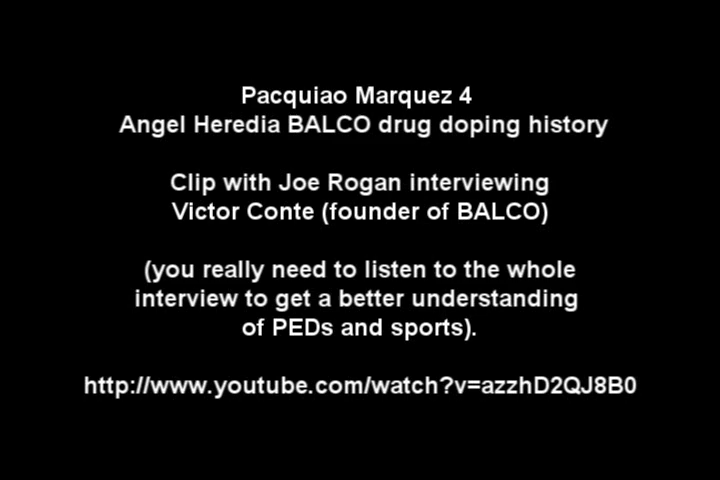 Pacquiao Marquez 4
Angel Heredia BALCO drug doping history
Clip with Joe Rogan interviewing
Victor Conte (founder of BALCO)
(you really need to listen to the whole
interview to get a better understanding
of PEDs and sports).
http://www.youtube.com/watch?v=azzhD2QJ8B0